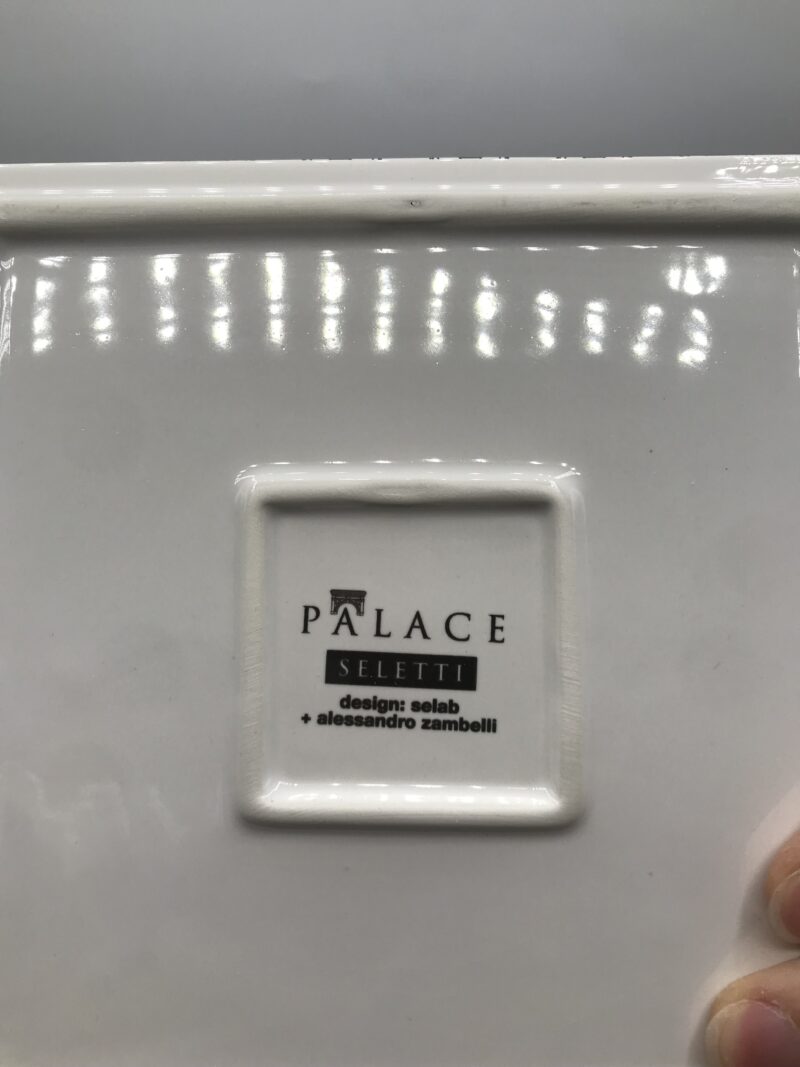 PALACE
SELETTI
design: selab
+ alessandro zambelli